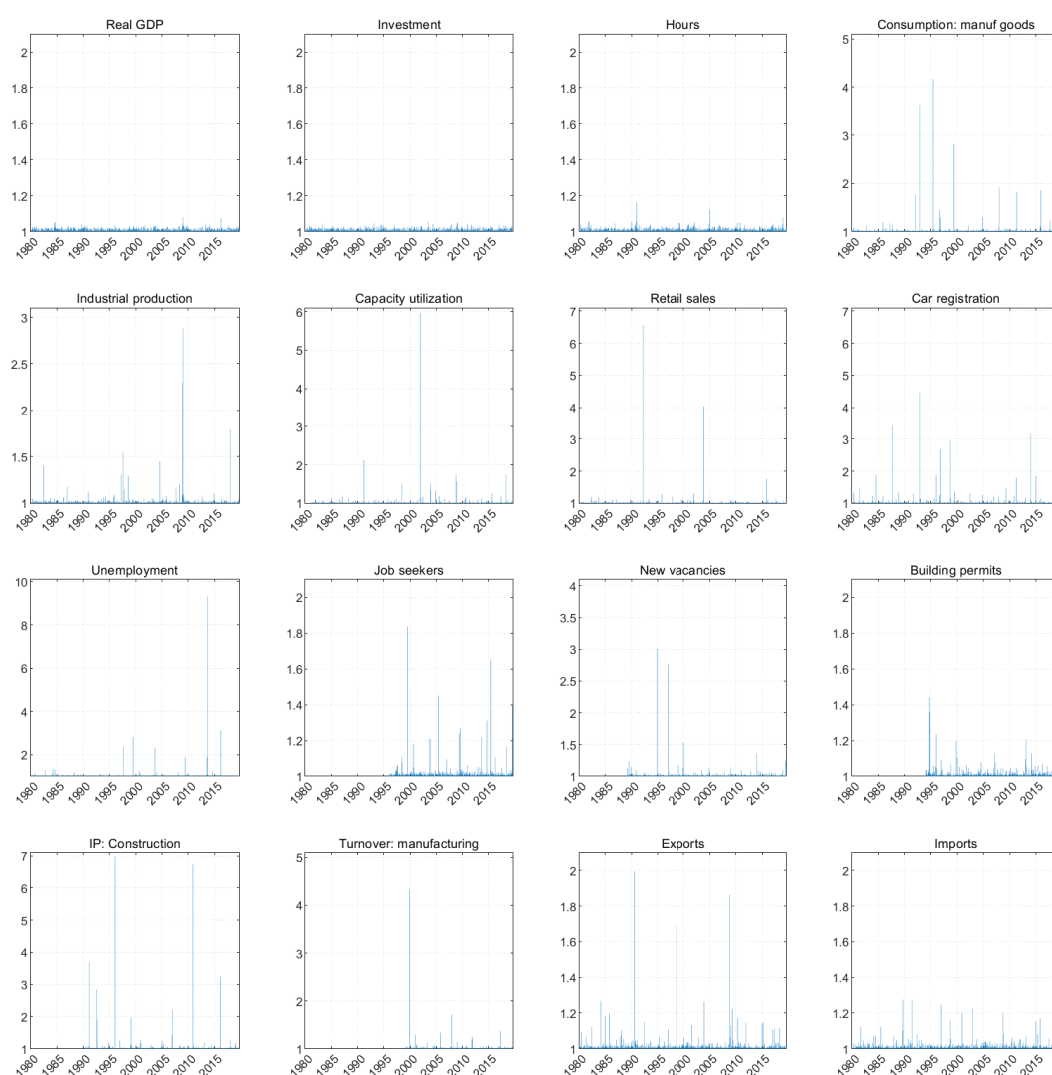 Real GDP Investment Hours Consumption: manuf goods
2 2 2 5
1.8 1.8 1.8 4
1.6 1.6 1.6 3
1.4 1.4 1.4 2
1.2 1.2 1.2
1 1 1 1
1980 1985 1990 1995 2000 2005 2010 2015 1980 1985 1990 1995 2000 2005 2010 2015 1980 1985 1990 1995 2000 2005 2010 2015 1980 1985 1990 1995 2000 2005 2010 2015
Industrial production Capacity utilization Retail sales Car registration
3 6 7 7
2.5 5 6 6
2 4 5 5
1.5 3 4 4
1 2 3 3
1 2 2
1 1
1980 1985 1990 1995 2000 2005 2010 2015 1980 1985 1990 1995 2000 2005 2010 2015 1980 1985 1990 1995 2000 2005 2010 2015 1980 1985 1990 1995 2000 2005 2010 2015
Unemployment Job seekers New vacancies Building permits
10 2 4 2
8 1.8 3.5 1.8
6 1.6 3 1.6
4 1.4 2.5 1.4
2 1.2 2 1.2
1 1.5 1
1
1980 1985 1990 1995 2000 2005 2010 2015 1980 1985 1990 1995 2000 2005 2010 2015 1980 1985 1990 1995 2000 2005 2010 2015 1980 1985 1990 1995 2000 2005 2010 2015
IP: Construction Turnover: manufacturing Exports Imports
7 5 2 2
6 4 1.8 1.8
5 3 1.6 1.6
4 2 1.4 1.4
3 1 1.2 1.2
2 1 1
1
1980 1985 1990 1995 2000 2005 2010 2015 1980 1985 1990 1995 2000 2005 2010 2015 1980 1985 1990 1995 2000 2005 2010 2015 1980 1985 1990 1995 2000 2005 2010 2015